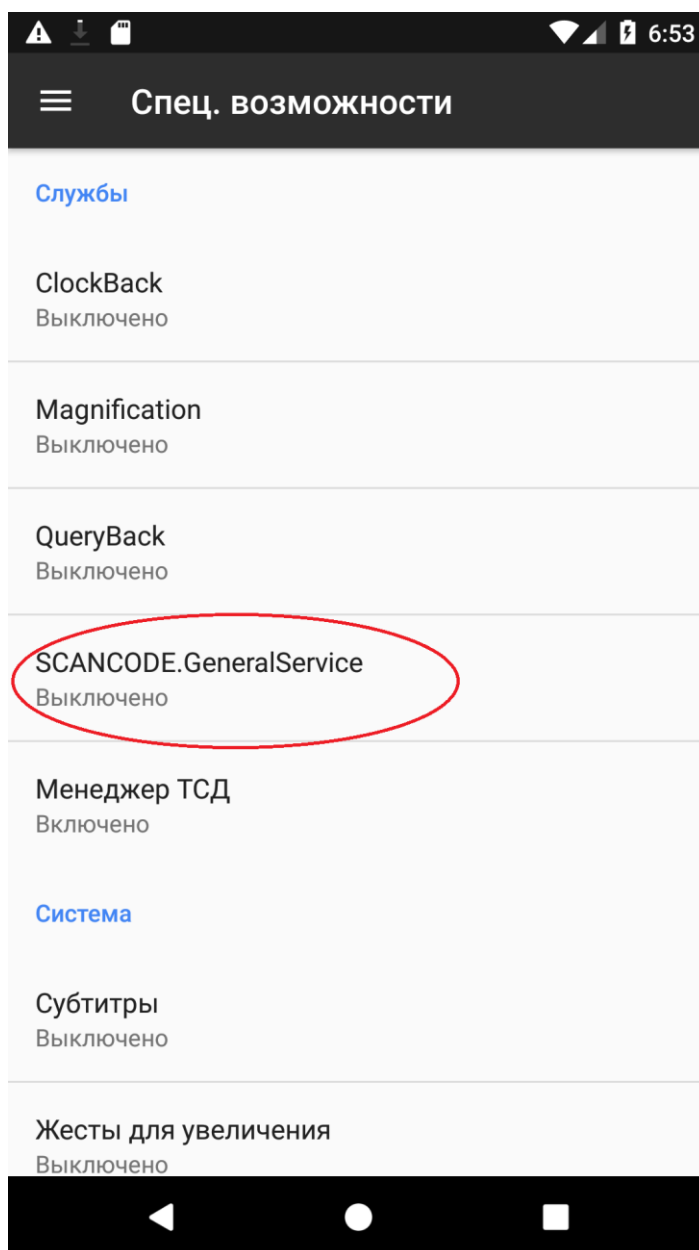 6:53
Спец. возможности
Службы
ClockBack
Выключено
Magnification
Выключено
QueryBack
Выключено
SCANCODE.GeneralService
Выключено
Менеджер ТСД
Включено
Система
Субтитры
Выключено
Жесты для увеличения
Выключено